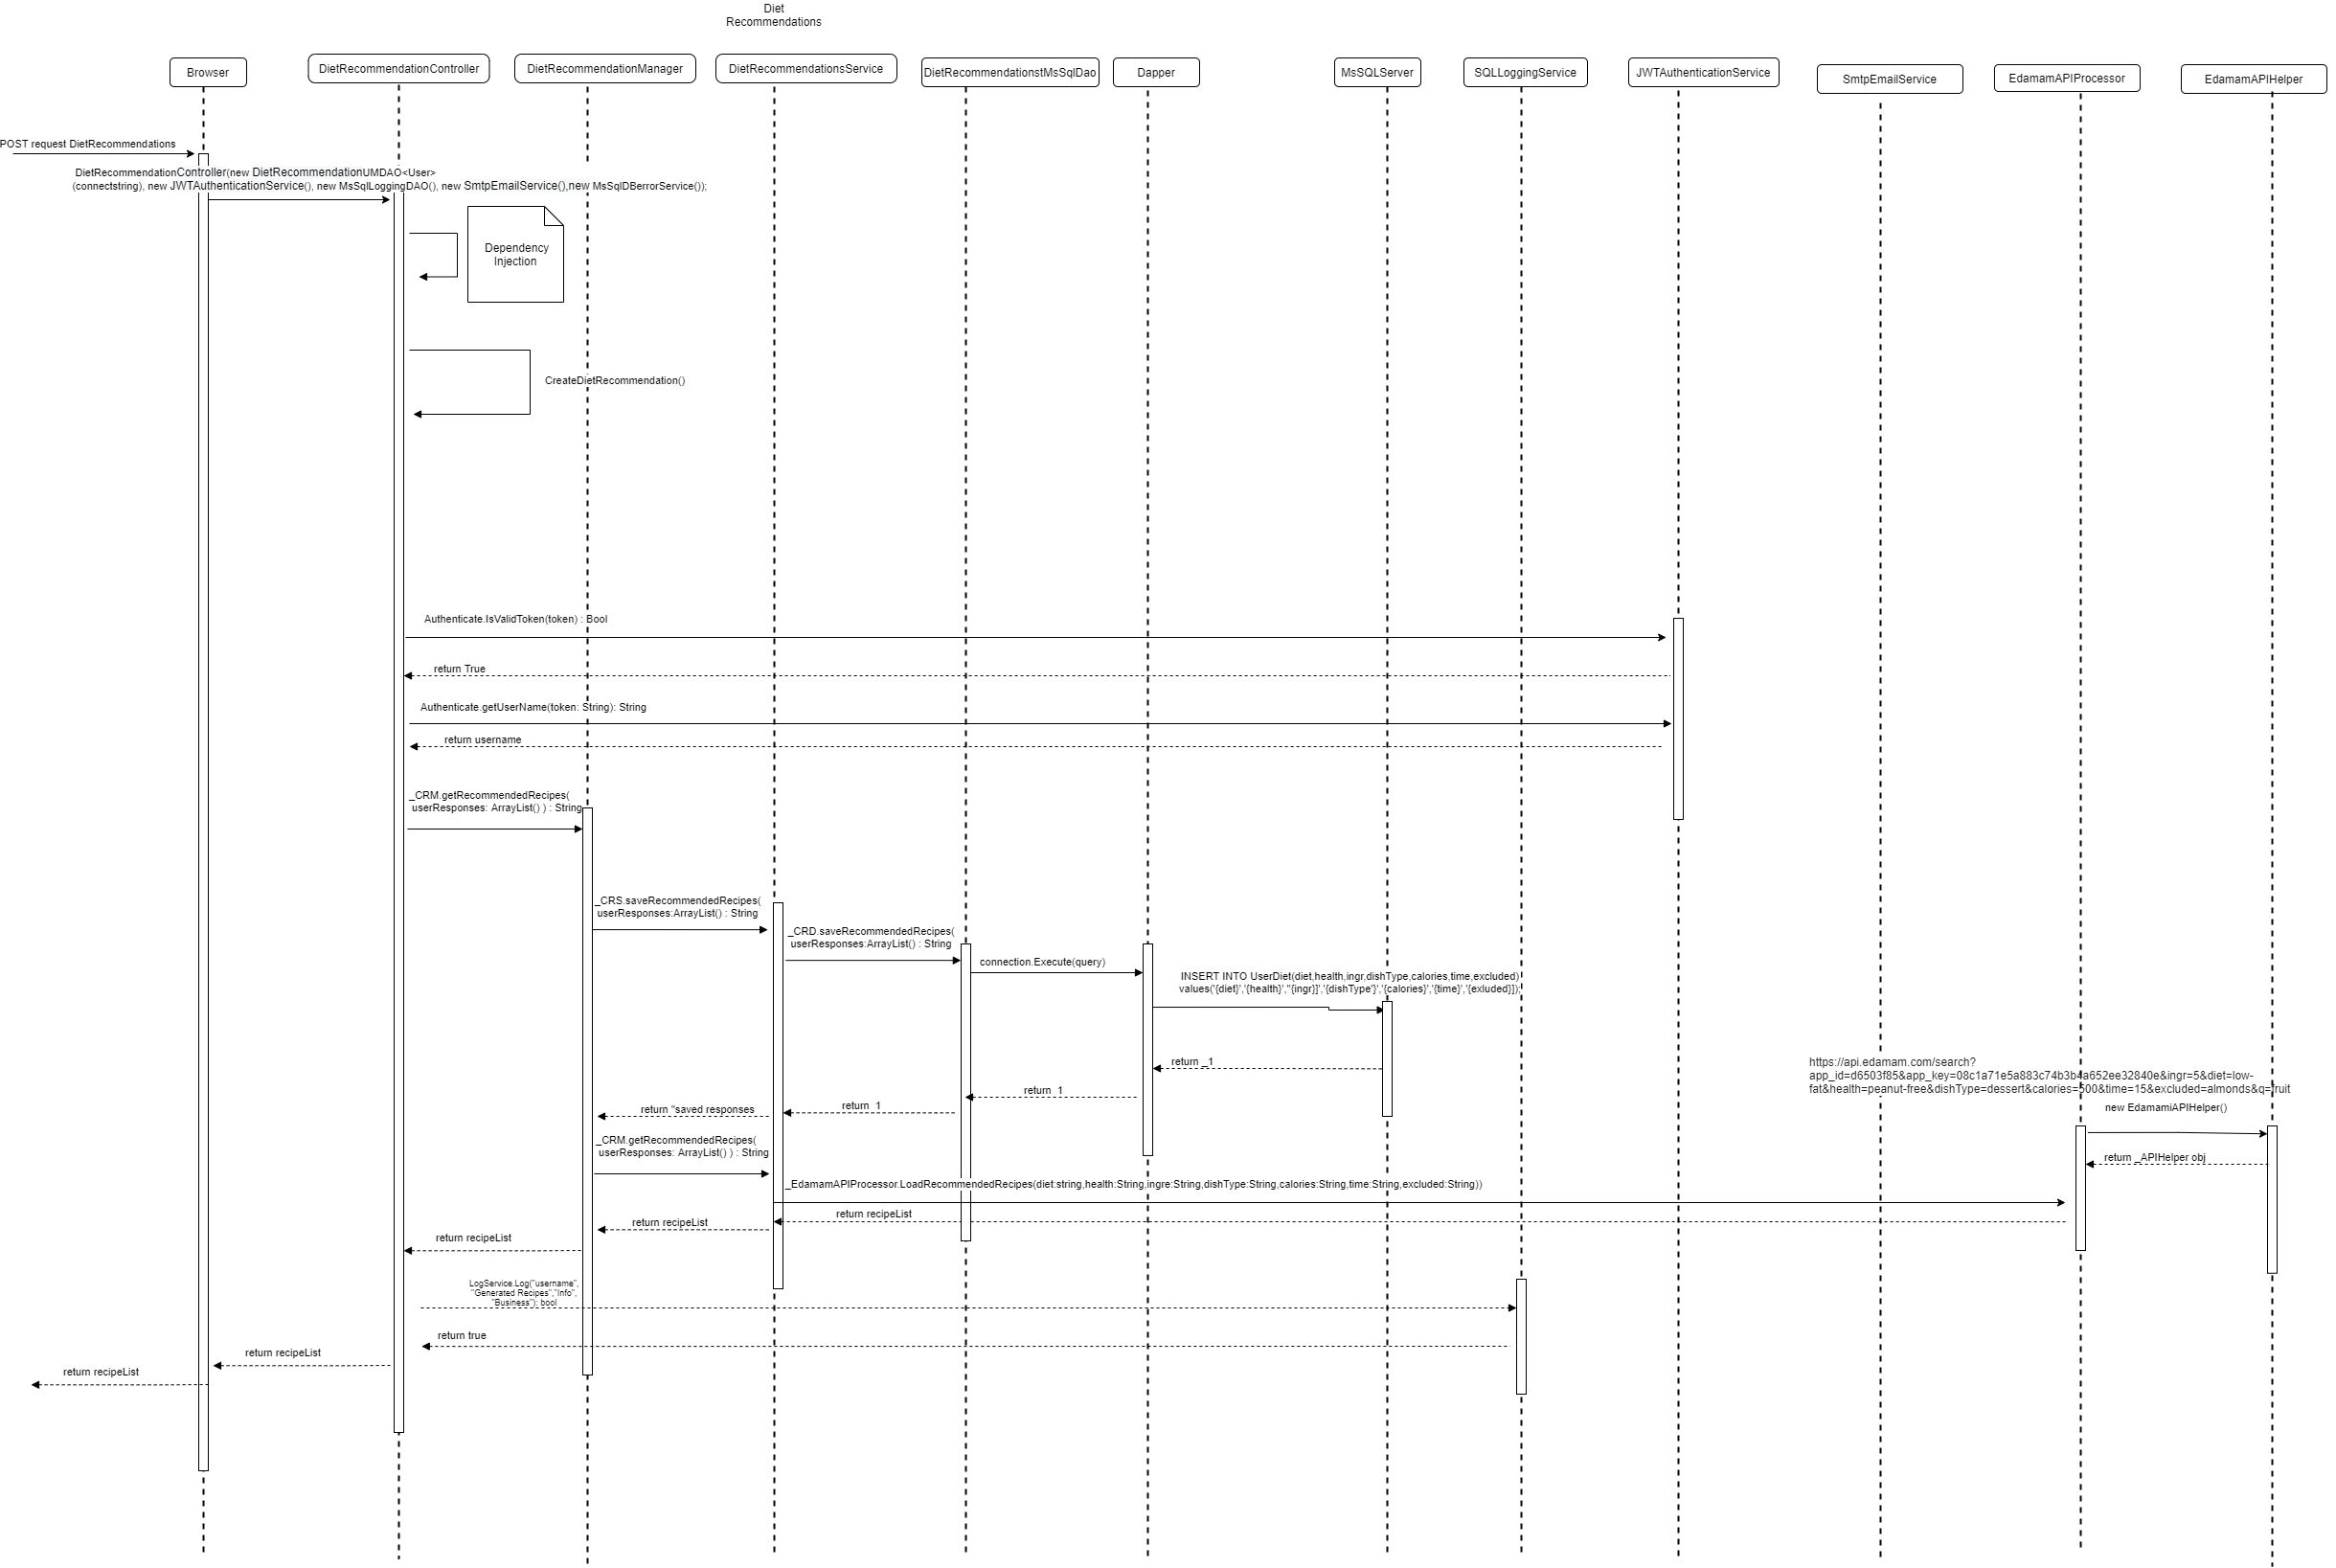 Diet
Recommendations
Browser
DietRecommendationController
DietRecommendationManager
DietRecommendationsService
DietRecommendationstMsSqlDao
Dapper
MsSQLServer
SQLLoggingService
JWTAuthenticationService
SmtpEmailService
EdamamAPIProcessor
EdamamAPIHelper
POST request DietRecommendations
DietRecommendationController(new DietRecommendationUMDAO<User>
(connectstring), new JWTAuthenticationService(), new MsSqlLoggingDAO(), new SmtpEmailService(),new MsSqlDBerrorService());
Dependency
Injection
CreateDietRecommendation()
Authenticate.IsValidToken(token) : Bool
return True
Authenticate.getUserName(token: String): String
return username
_CRM.getRecommendedRecipes(
userResponses: ArrayList() ) : String
_CRS.saveRecommendedRecipes(
userResponses:ArrayList() : String
_CRD.saveRecommendedRecipes(
userResponses:ArrayList() : String
connection.Execute(query)
INSERT INTO UserDiet(diet,health,ingr,dishType,calories,time,excluded)
values('{diet}','{health}',"{ingr}]','{dishType'}','{calories}','{time}','{exluded}]);
return _1
return  1
return  1
return "saved responses
_CRM.getRecommendedRecipes(
userResponses: ArrayList() ) : String
https://api.edamam.com/search?
app_id=d6503f85&app_key=08c1a71e5a883c74b3b4a652ee32840e&ingr=5&diet=low-
fat&health=peanut-free&dishType=dessert&calories=500&time=15&excluded=almonds&q=fruit
new EdamamiAPIHelper()
return _APIHelper obj
_EdamamAPIProcessor.LoadRecommendedRecipes(diet:string,health:String,ingre:String,dishType:String,calories:String,time:String,excluded:String))
return recipeList
return recipeList
return recipeList
LogService.Log("username",
"Generated Recipes","Info",
"Business"): bool
return true
return recipeList
return recipeList